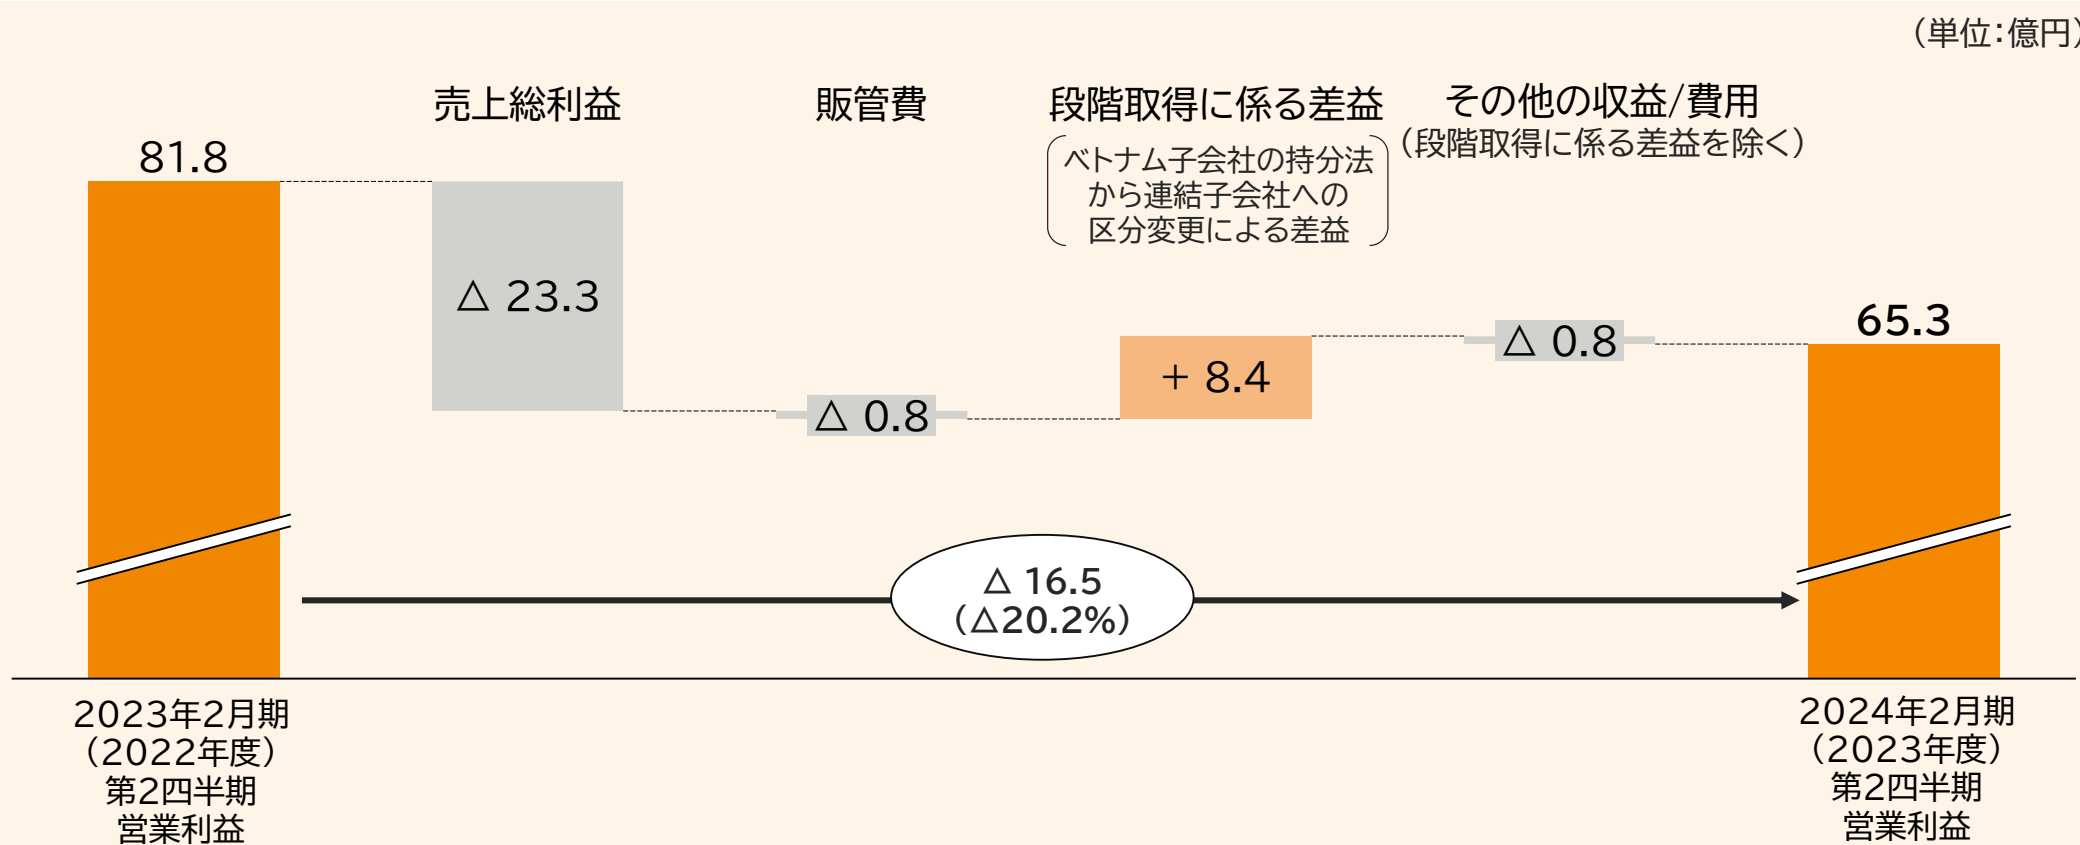 (単位：億円)
売上総利益
販管費
段階取得に係る差益
ベトナム子会社の持分法
から連結子会社への
区分変更による差益
その他の収益/費用
(段階取得に係る差益を除く)
81.8
△ 23.3
△ 0.8
+ 8.4
△ 0.8
65.3
△ 16.5
(△20.2%)
2023年2月期
(2022年度)
第2四半期
営業利益
2024年2月期
(2023年度)
第2四半期
営業利益